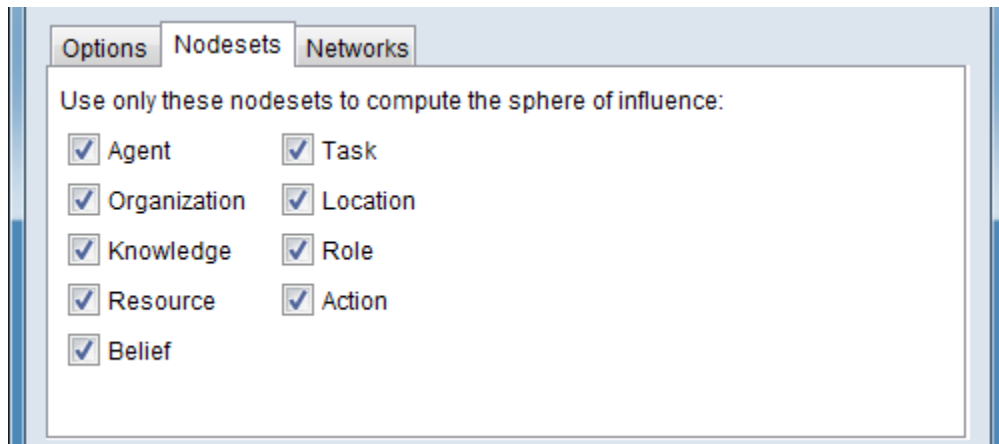 Options Nodesets Networks
Use only these nodesets to compute the sphere of influence:
Agent Task
Organization Location
Knowledge Role
Resource Action
Belief